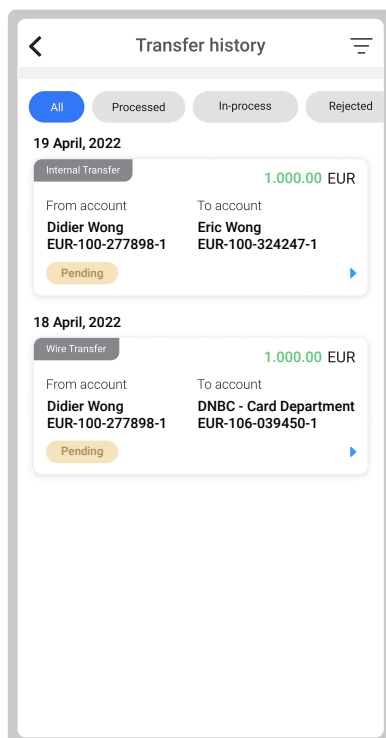 Transfer history
All Processed In-process Rejected
19 April, 2022
Internal Transfer
1.000.00 EUR
From account To account
Didier Wong Eric Wong
EUR-100-277898-1 EUR-100-324247-1
Pending
18 April, 2022
Wire Transfer
1.000.00 EUR
From account To account
Didier Wong DNBC - Card Department
EUR-100-277898-1 EUR-106-039450-1
Pending